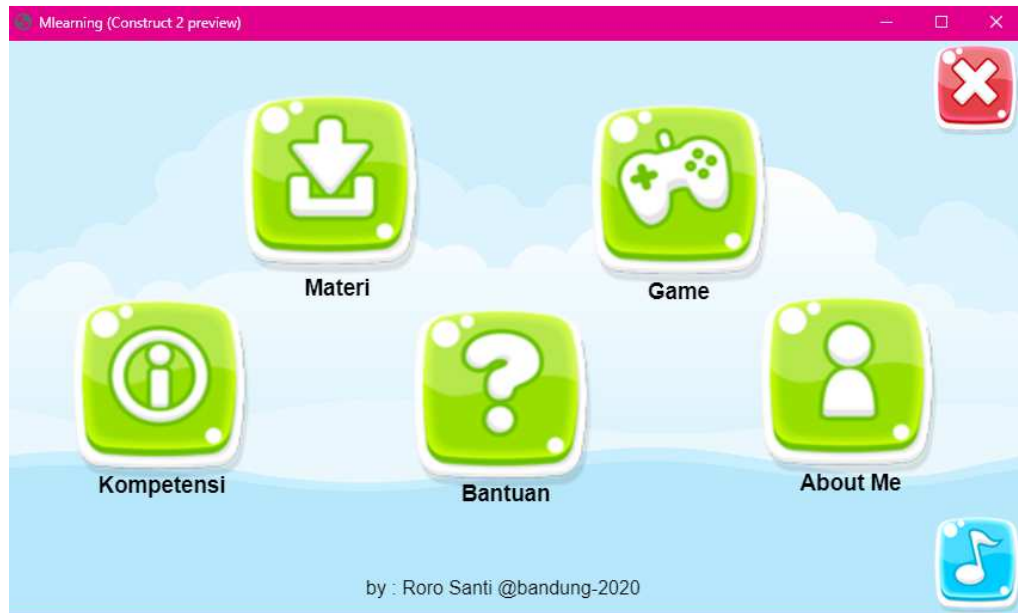 Mlearning (Construct 2 preview)
Materi
Game
Kompetensi
Bantuan
About Me
by : Roro Santi @bandung-2020